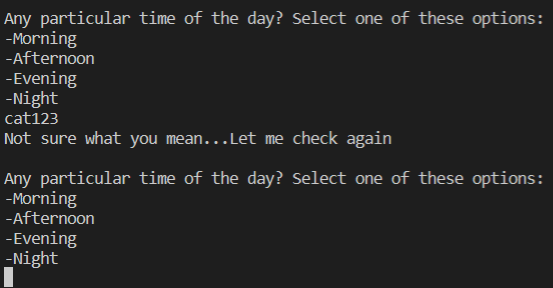 Any particular time of the day? Select one of these options:
-Morning
-Afternoon
-Evening
-Night
cat123
Not sure what you mean...Let me check again
Any particular time of the day? Select one of these options:
-Morning
-Afternoon
-Evening
-Night